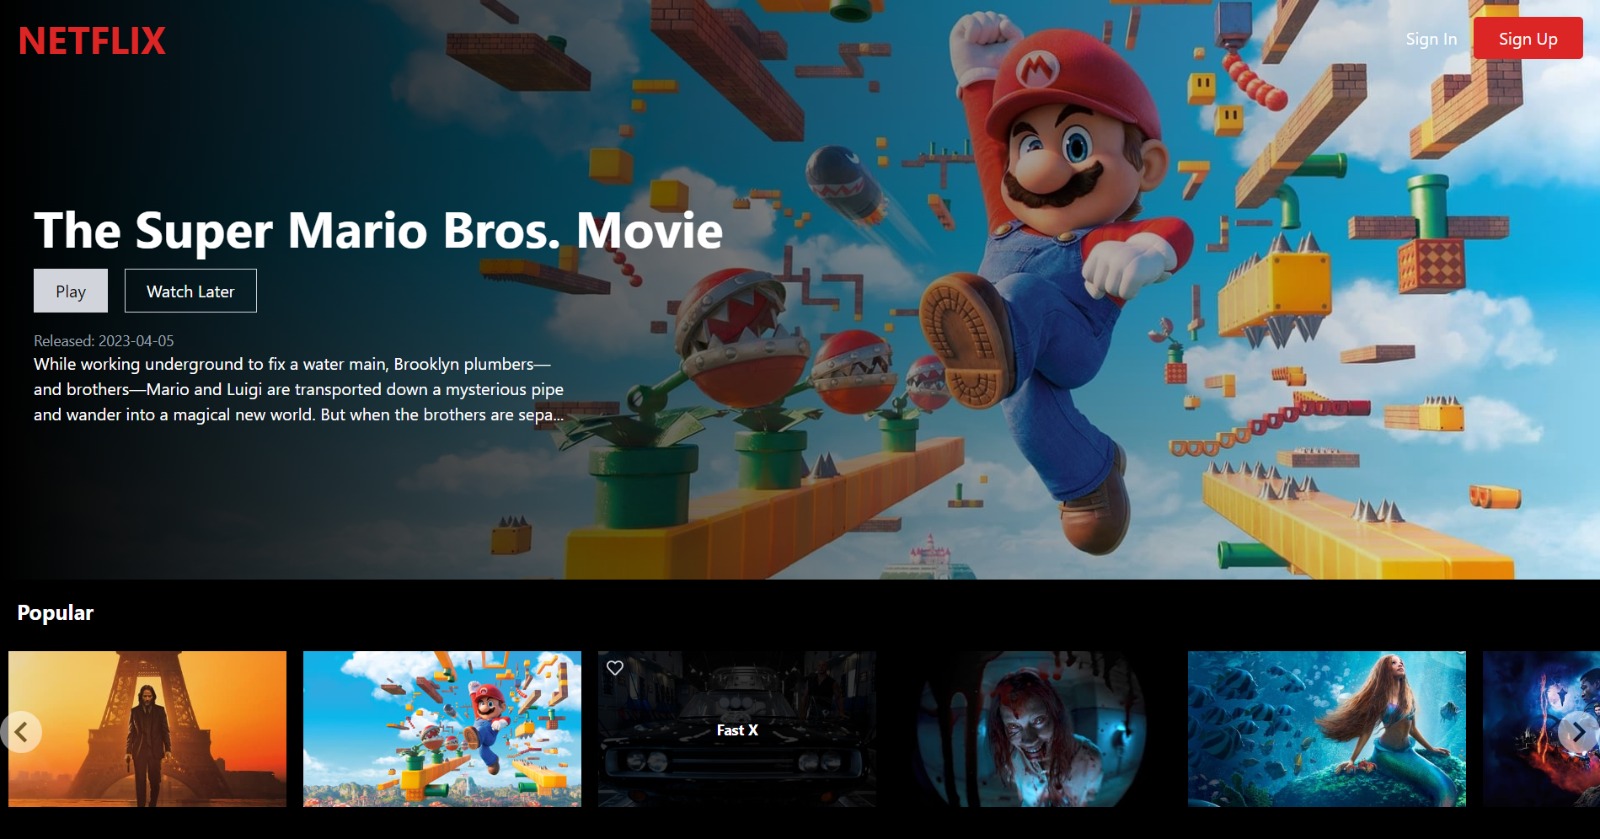 NETFLIX
Sign In
Sign Up
The Super Mario Bros. Movie
Play
Watch Later
Released: 2023-04-05
While working underground to fix a water main, Brooklyn plumbers—
and brothers—Mario and Luigi are transported down a mysterious pipe
and wander into a magical new world. But when the brothers are sepa...
Popular
Fast X